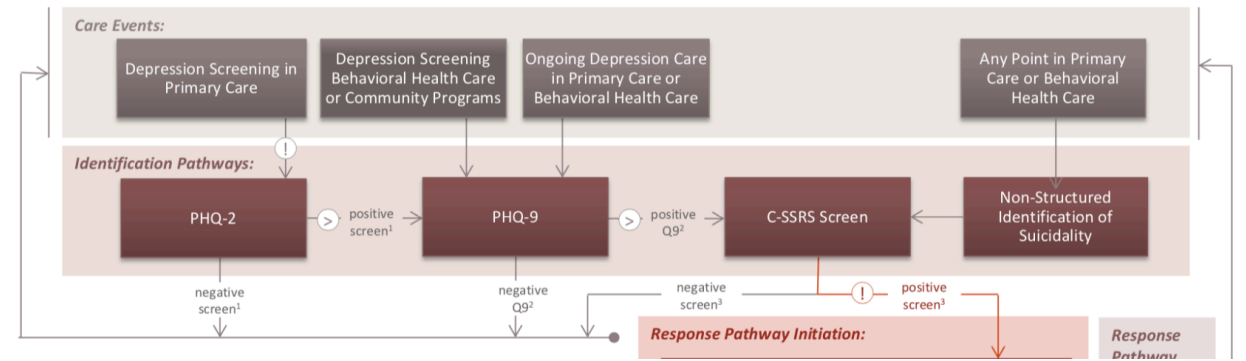 Care Events:
Depression Screening in
Primary Care
Depression Screening
Behavioral Health Care
or Community Programs
Ongoing Depression Care
in Primary Care or
Behavioral Health Care
Any Point in Primary
Care or Behavioral
Health Care
!
Identification Pathways:
PHQ-2
>
positive
screen¹
PHQ-9
>
positive
Q9²
C-SSRS Screen
Non-Structured
Identification of
Suicidality
negative
screen¹
negative
Q9²
negative
screen³
!
positive
screen³
Response Pathway Initiation:
Response
Pathway